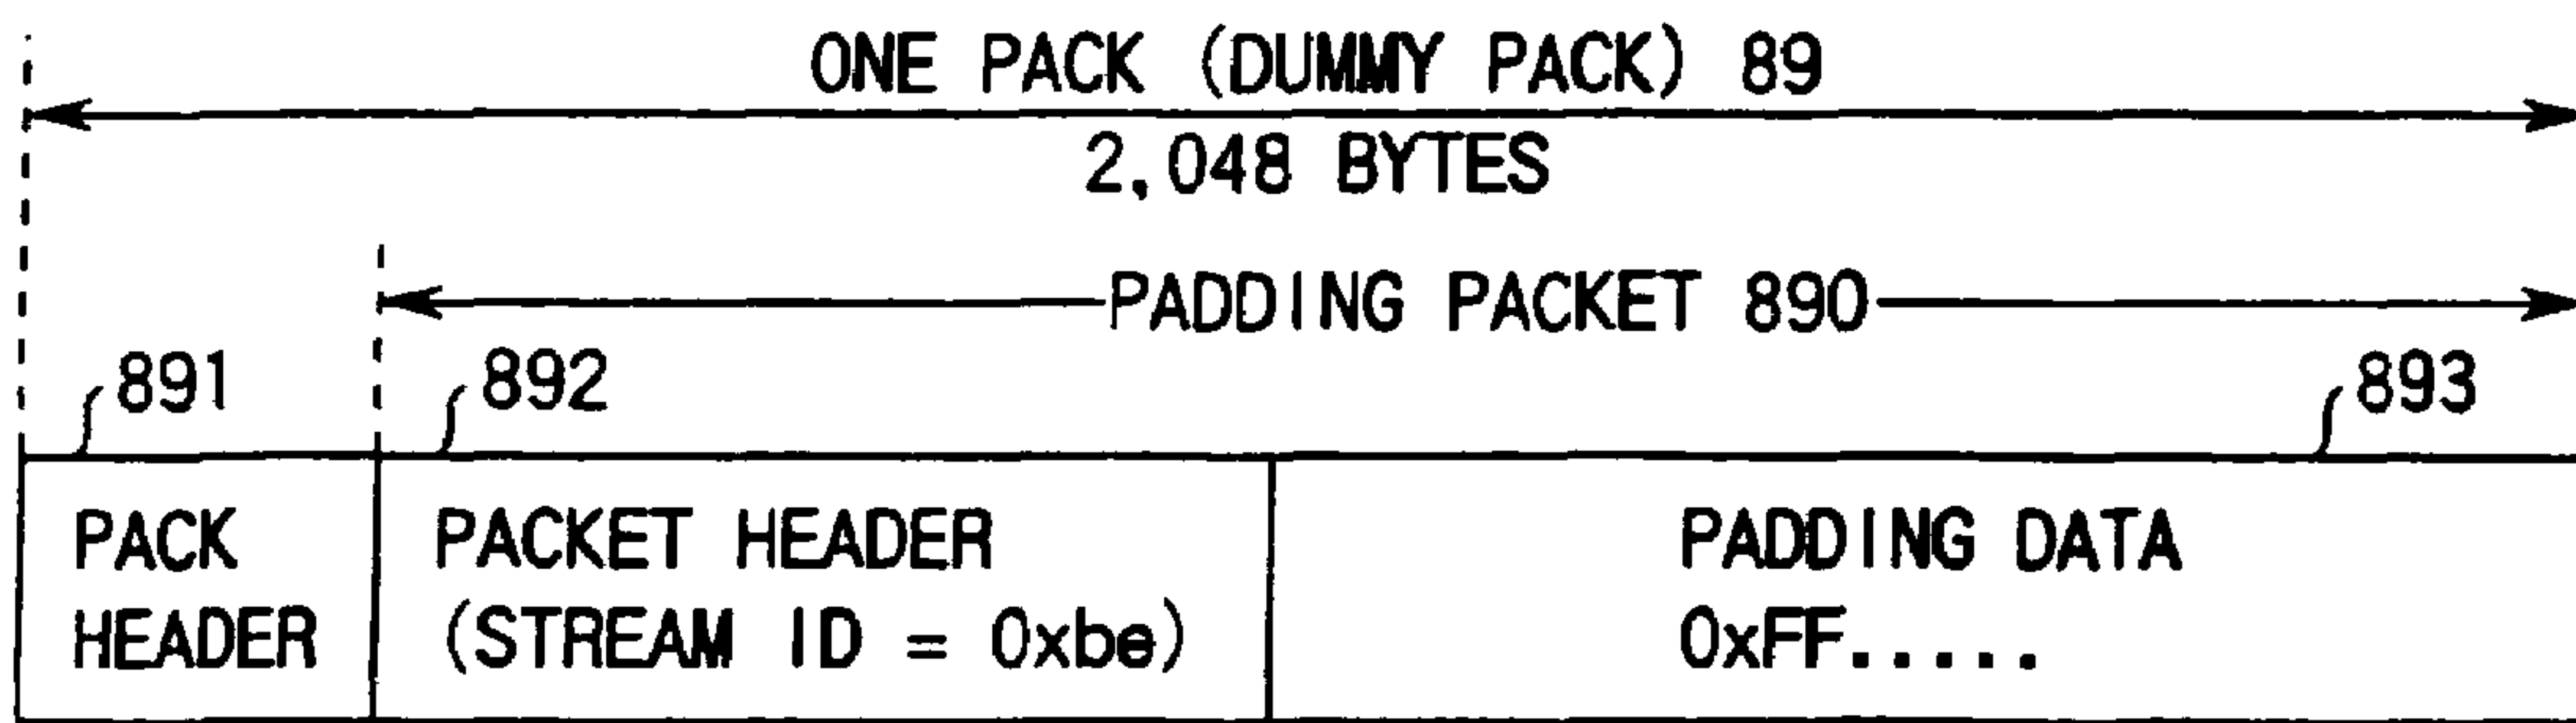 ONE PACK (DUMMY PACK) 89
2,048 BYTES
PADDING PACKET 890
891 892 893
PACK HEADER
PACKET HEADER
(STREAM ID = 0xbe)
PADDING DATA
0xFF.....